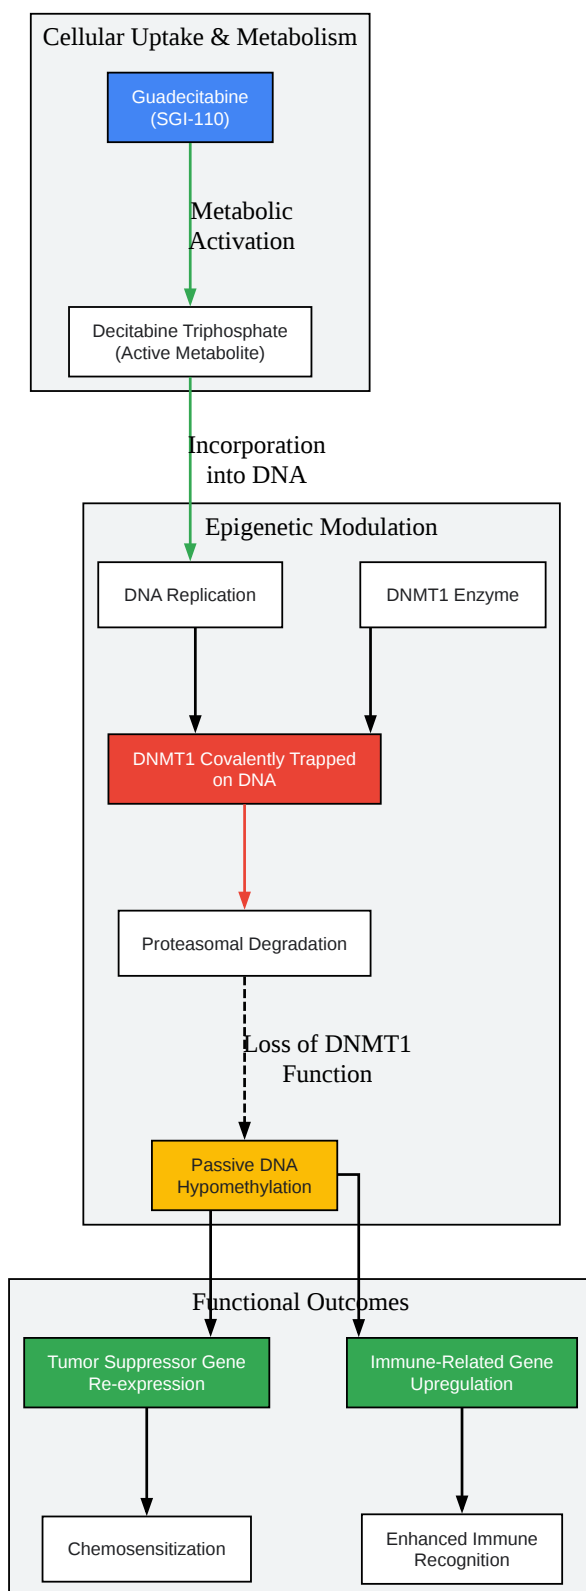 Cellular Uptake & Metabolism
Guadecitabine
(SGI-110)
Metabolic
Activation
Decitabine Triphosphate
(Active Metabolite)
Incorporation
into DNA
Epigenetic Modulation
DNA Replication
DNMT1 Enzyme
DNMT1 Covalently Trapped
on DNA
Proteasomal Degradation
Loss of DNMT1
Function
Passive DNA
Hypomethylation
Functional Outcomes
Tumor Suppressor Gene
Re-expression
Immune-Related Gene
Upregulation
Chemosensitization
Enhanced Immune
Recognition